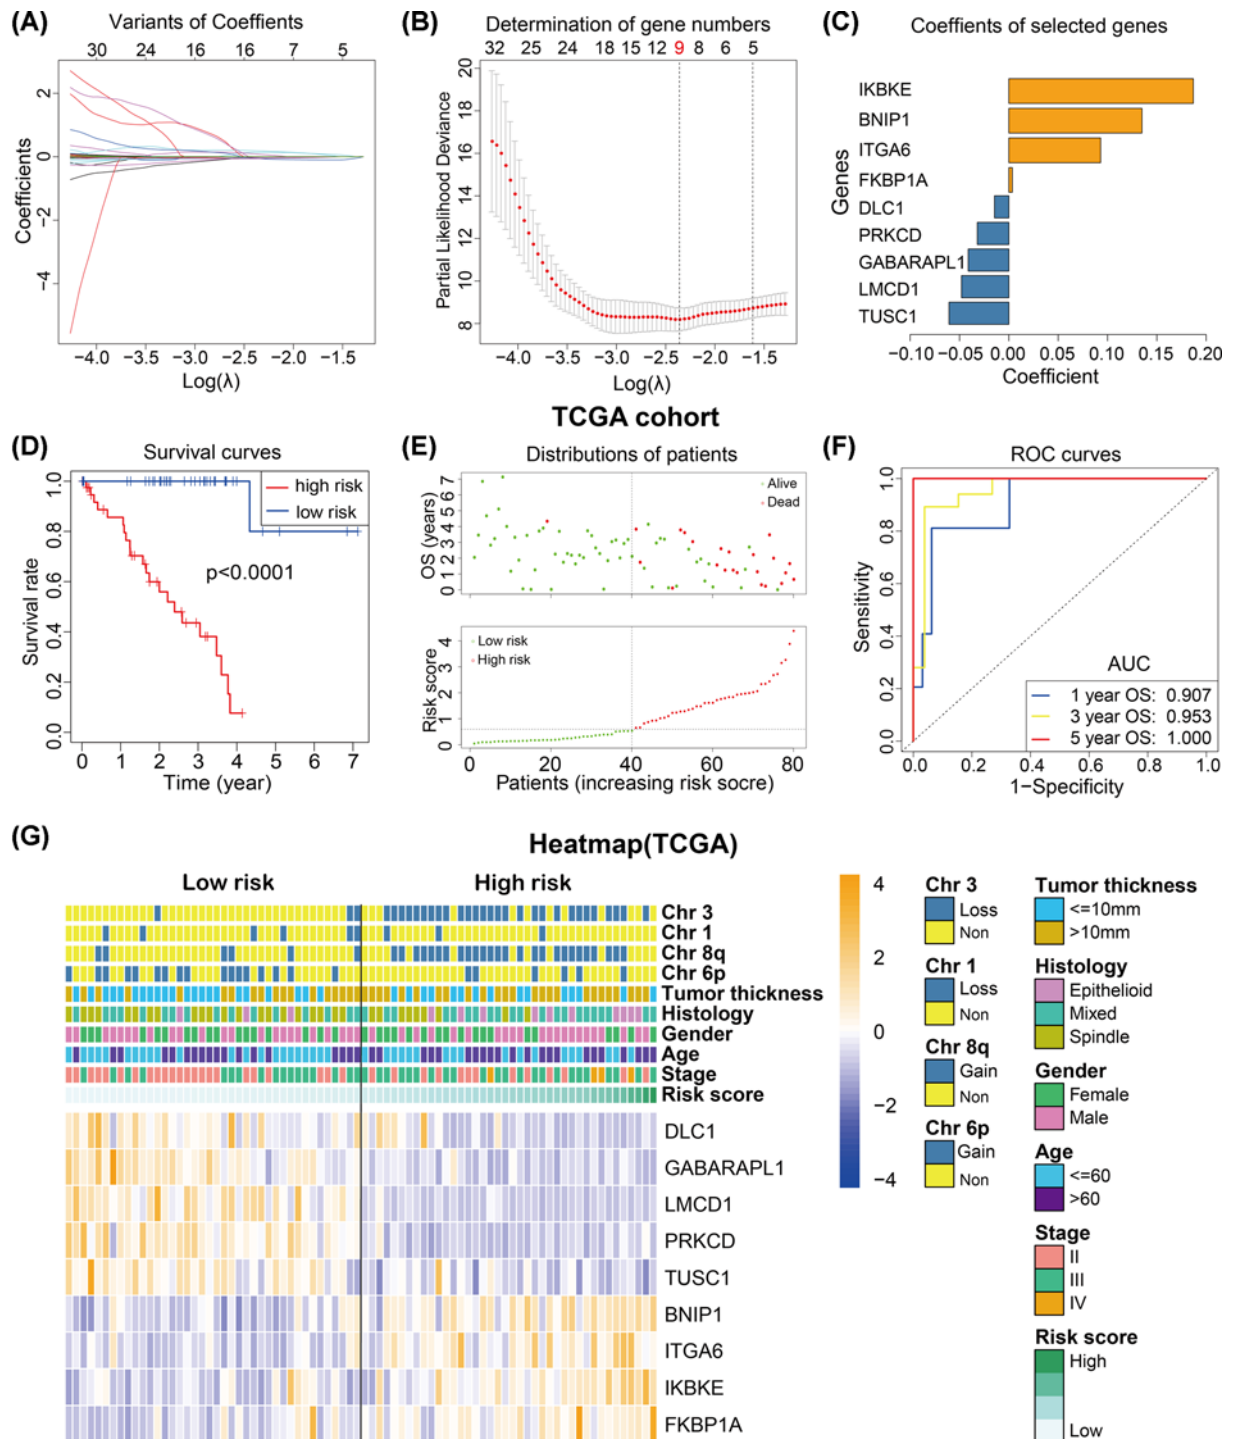 (A)
Variants of Coeffients
30 24 16 16 7 5
2
0
−2
−4
Coefficients
−4.0 −3.5 −3.0 −2.5 −2.0 −1.5
Log(λ)
(B)
Determination of gene numbers
32 25 24 18 15 12 9 8 6 5
20
18
16
14
12
10
8
Partial Likelihood Deviance
−4.0 −3.5 −3.0 −2.5 −2.0 −1.5
Log(λ)
(C)
Coeffients of selected genes
Genes
IKBKE
BNIP1
ITGA6
FKBP1A
DLC1
PRKCD
GABARAPL1
LMCD1
TUSC1
−0.10 −0.05 0.00 0.05 0.10 0.15 0.20
Coefficient
TCGA cohort
(D)
Survival curves
high risk
low risk
p<0.0001
1.0
0.8
0.6
0.4
0.2
0.0
Survival rate
0 1 2 3 4 5 6 7
Time (year)
(E)
Distributions of patients
Alive
Dead
7
6
5
4
3
2
1
0
OS (years)
Low risk
High risk
4
3
2
1
0
Risk score
0 20 40 60 80
Patients (increasing risk socre)
(F)
ROC curves
1.0
0.8
0.6
0.4
0.2
0.0
Sensitivity
AUC
1 year OS: 0.907
3 year OS: 0.953
5 year OS: 1.000
0.0 0.2 0.4 0.6 0.8 1.0
1−Specificity
(G)
Heatmap(TCGA)
Low risk High risk
Chr 3
Chr 1
Chr 8q
Chr 6p
Tumor thickness
Histology
Gender
Age
Stage
Risk score
DLC1
GABARAPL1
LMCD1
PRKCD
TUSC1
BNIP1
ITGA6
IKBKE
FKBP1A
4
2
0
−2
−4
Chr 3
Loss
Non
Chr 1
Loss
Non
Chr 8q
Gain
Non
Chr 6p
Gain
Non
Tumor thickness
<=10mm
>10mm
Histology
Epithelioid
Mixed
Spindle
Gender
Female
Male
Age
<=60
>60
Stage
II
III
IV
Risk score
High
Low